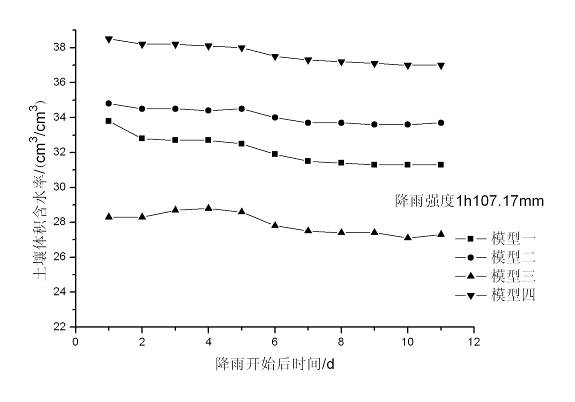 38
36
34
32
30
28
26
24
22
土壤体积含水率/(cm³/cm³)
降雨强度1h107.17mm
模型一
模型二
模型三
模型四
0 2 4 6 8 10 12
降雨开始后时间/d